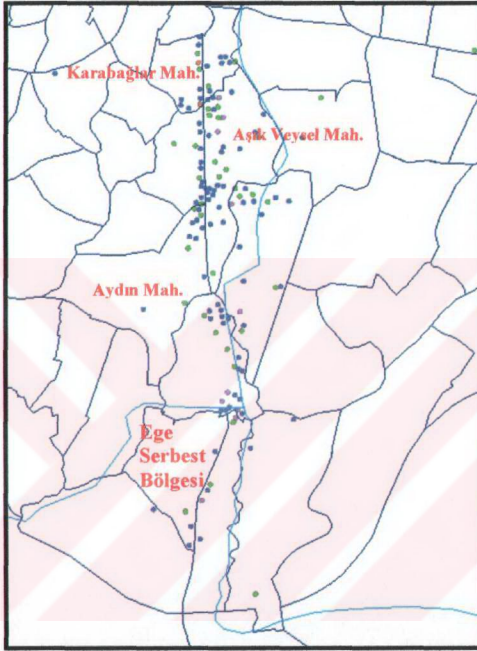 Karabağlar Mah.
Aşık Veysel Mah.
Aydın Mah.
Ege
Serbest
Bölgesi